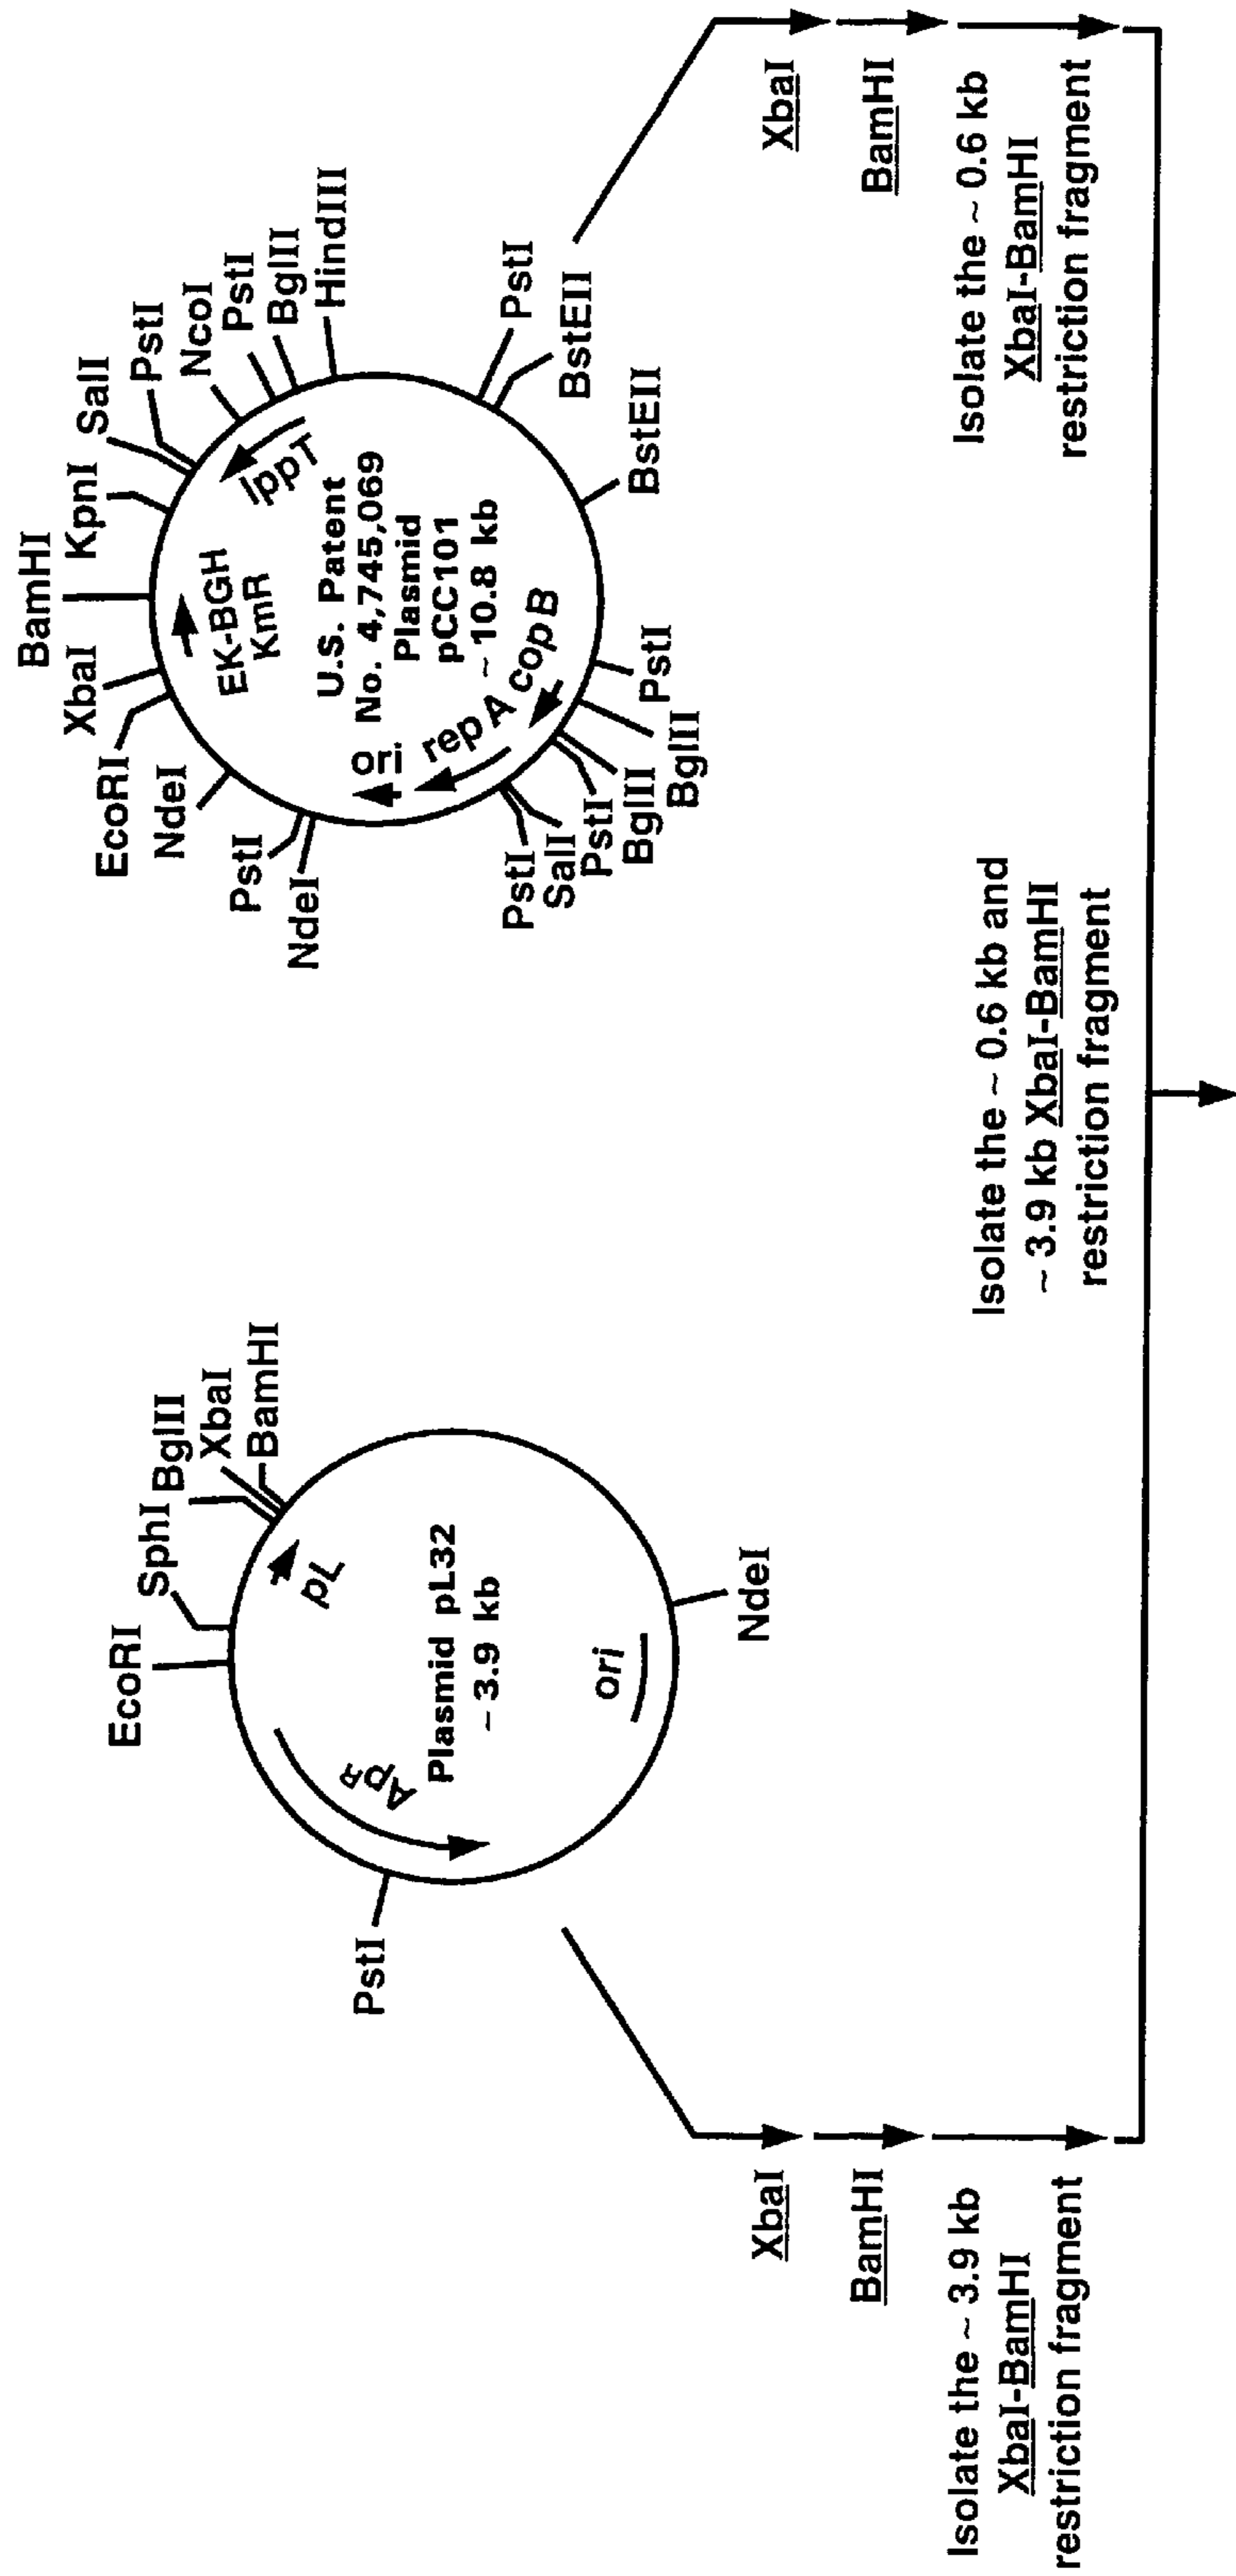 EcoRI
SphI
BglII
XbaI
BamHI
pL
ApR
PstI
Plasmid pL32
~ 3.9 kb
ori
NdeI
XbaI
BamHI
Isolate the ~ 3.9 kb
XbaI-BamHI
restriction fragment
BamHI
XbaI
KpnI
EcoRI
SalI
NdeI
PstI
NcoI
PstI
PstI
BglII
NdeI
HindIII
EK-BGH
KmR
lppT
U.S. Patent
No. 4,745,069
Plasmid
pCC101
~ 10.8 kb
ori
repA
copB
PstI
BstEII
BstEII
PstI
SalI
PstI
BglII
BglII
PstI
XbaI
BamHI
Isolate the ~ 0.6 kb
XbaI-BamHI
restriction fragment
Isolate the ~ 0.6 kb and
~ 3.9 kb XbaI-BamHI
restriction fragment